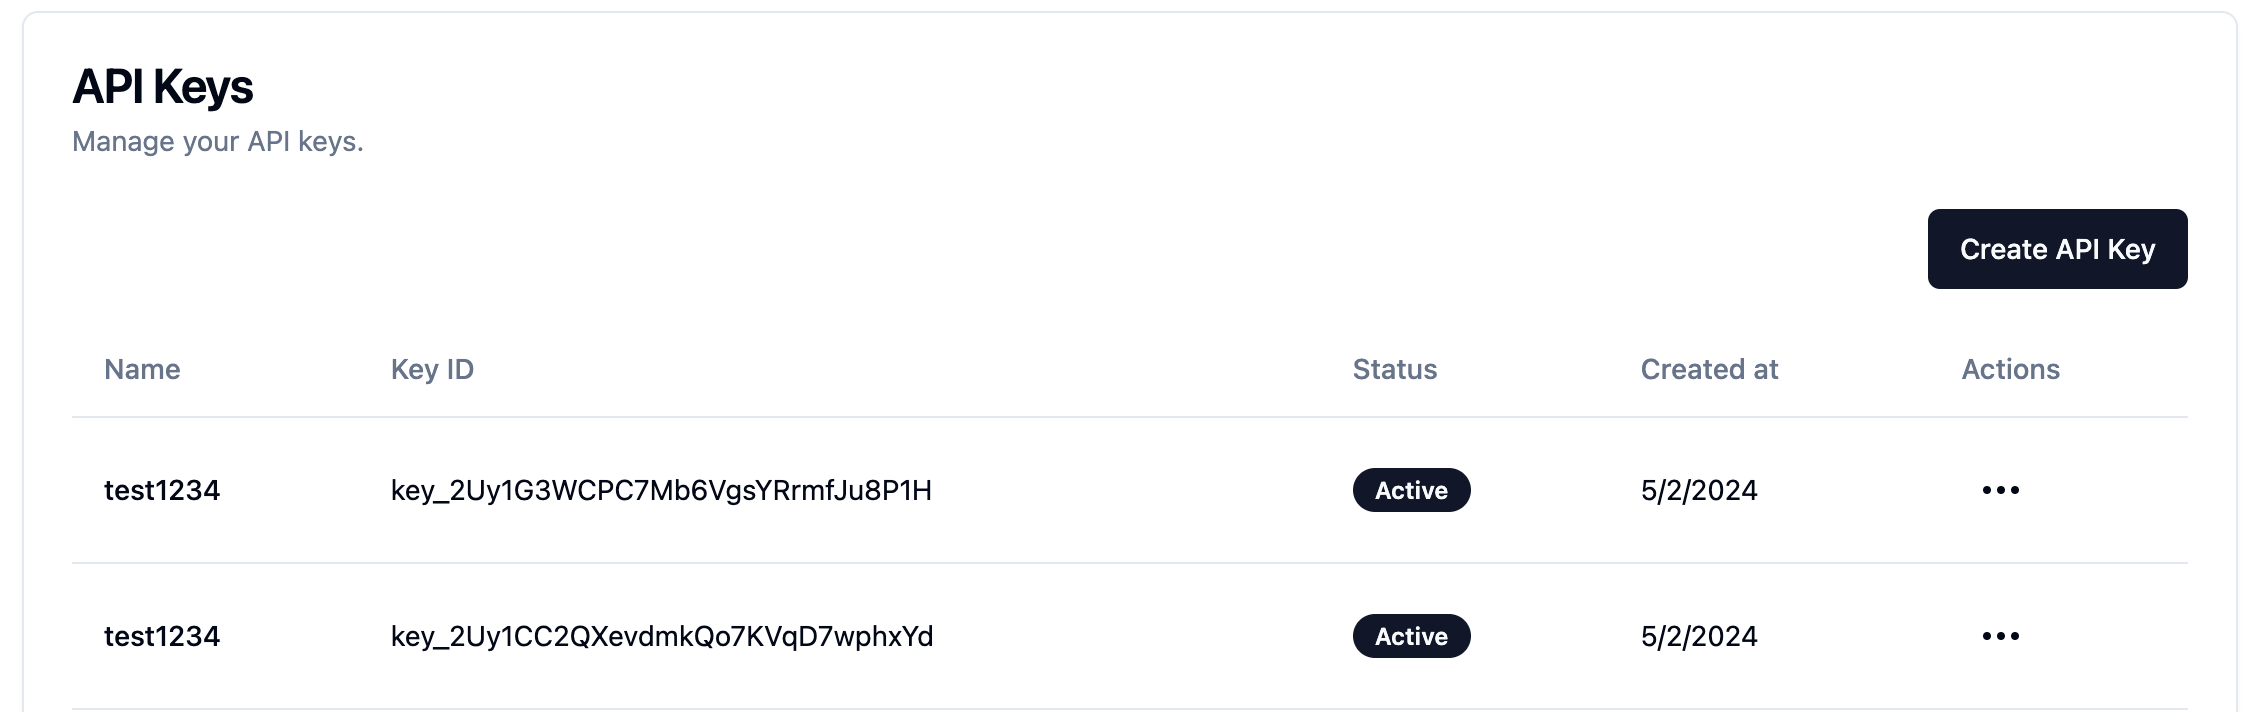 API Keys
Manage your API keys.
Create API Key
Name Key ID Status Created at Actions
test1234 key_2Uy1G3WCPC7Mb6VgsYRrmfJu8P1H Active 5/2/2024
test1234 key_2Uy1CC2QXevdmkQo7KVqD7wphxYd Active 5/2/2024